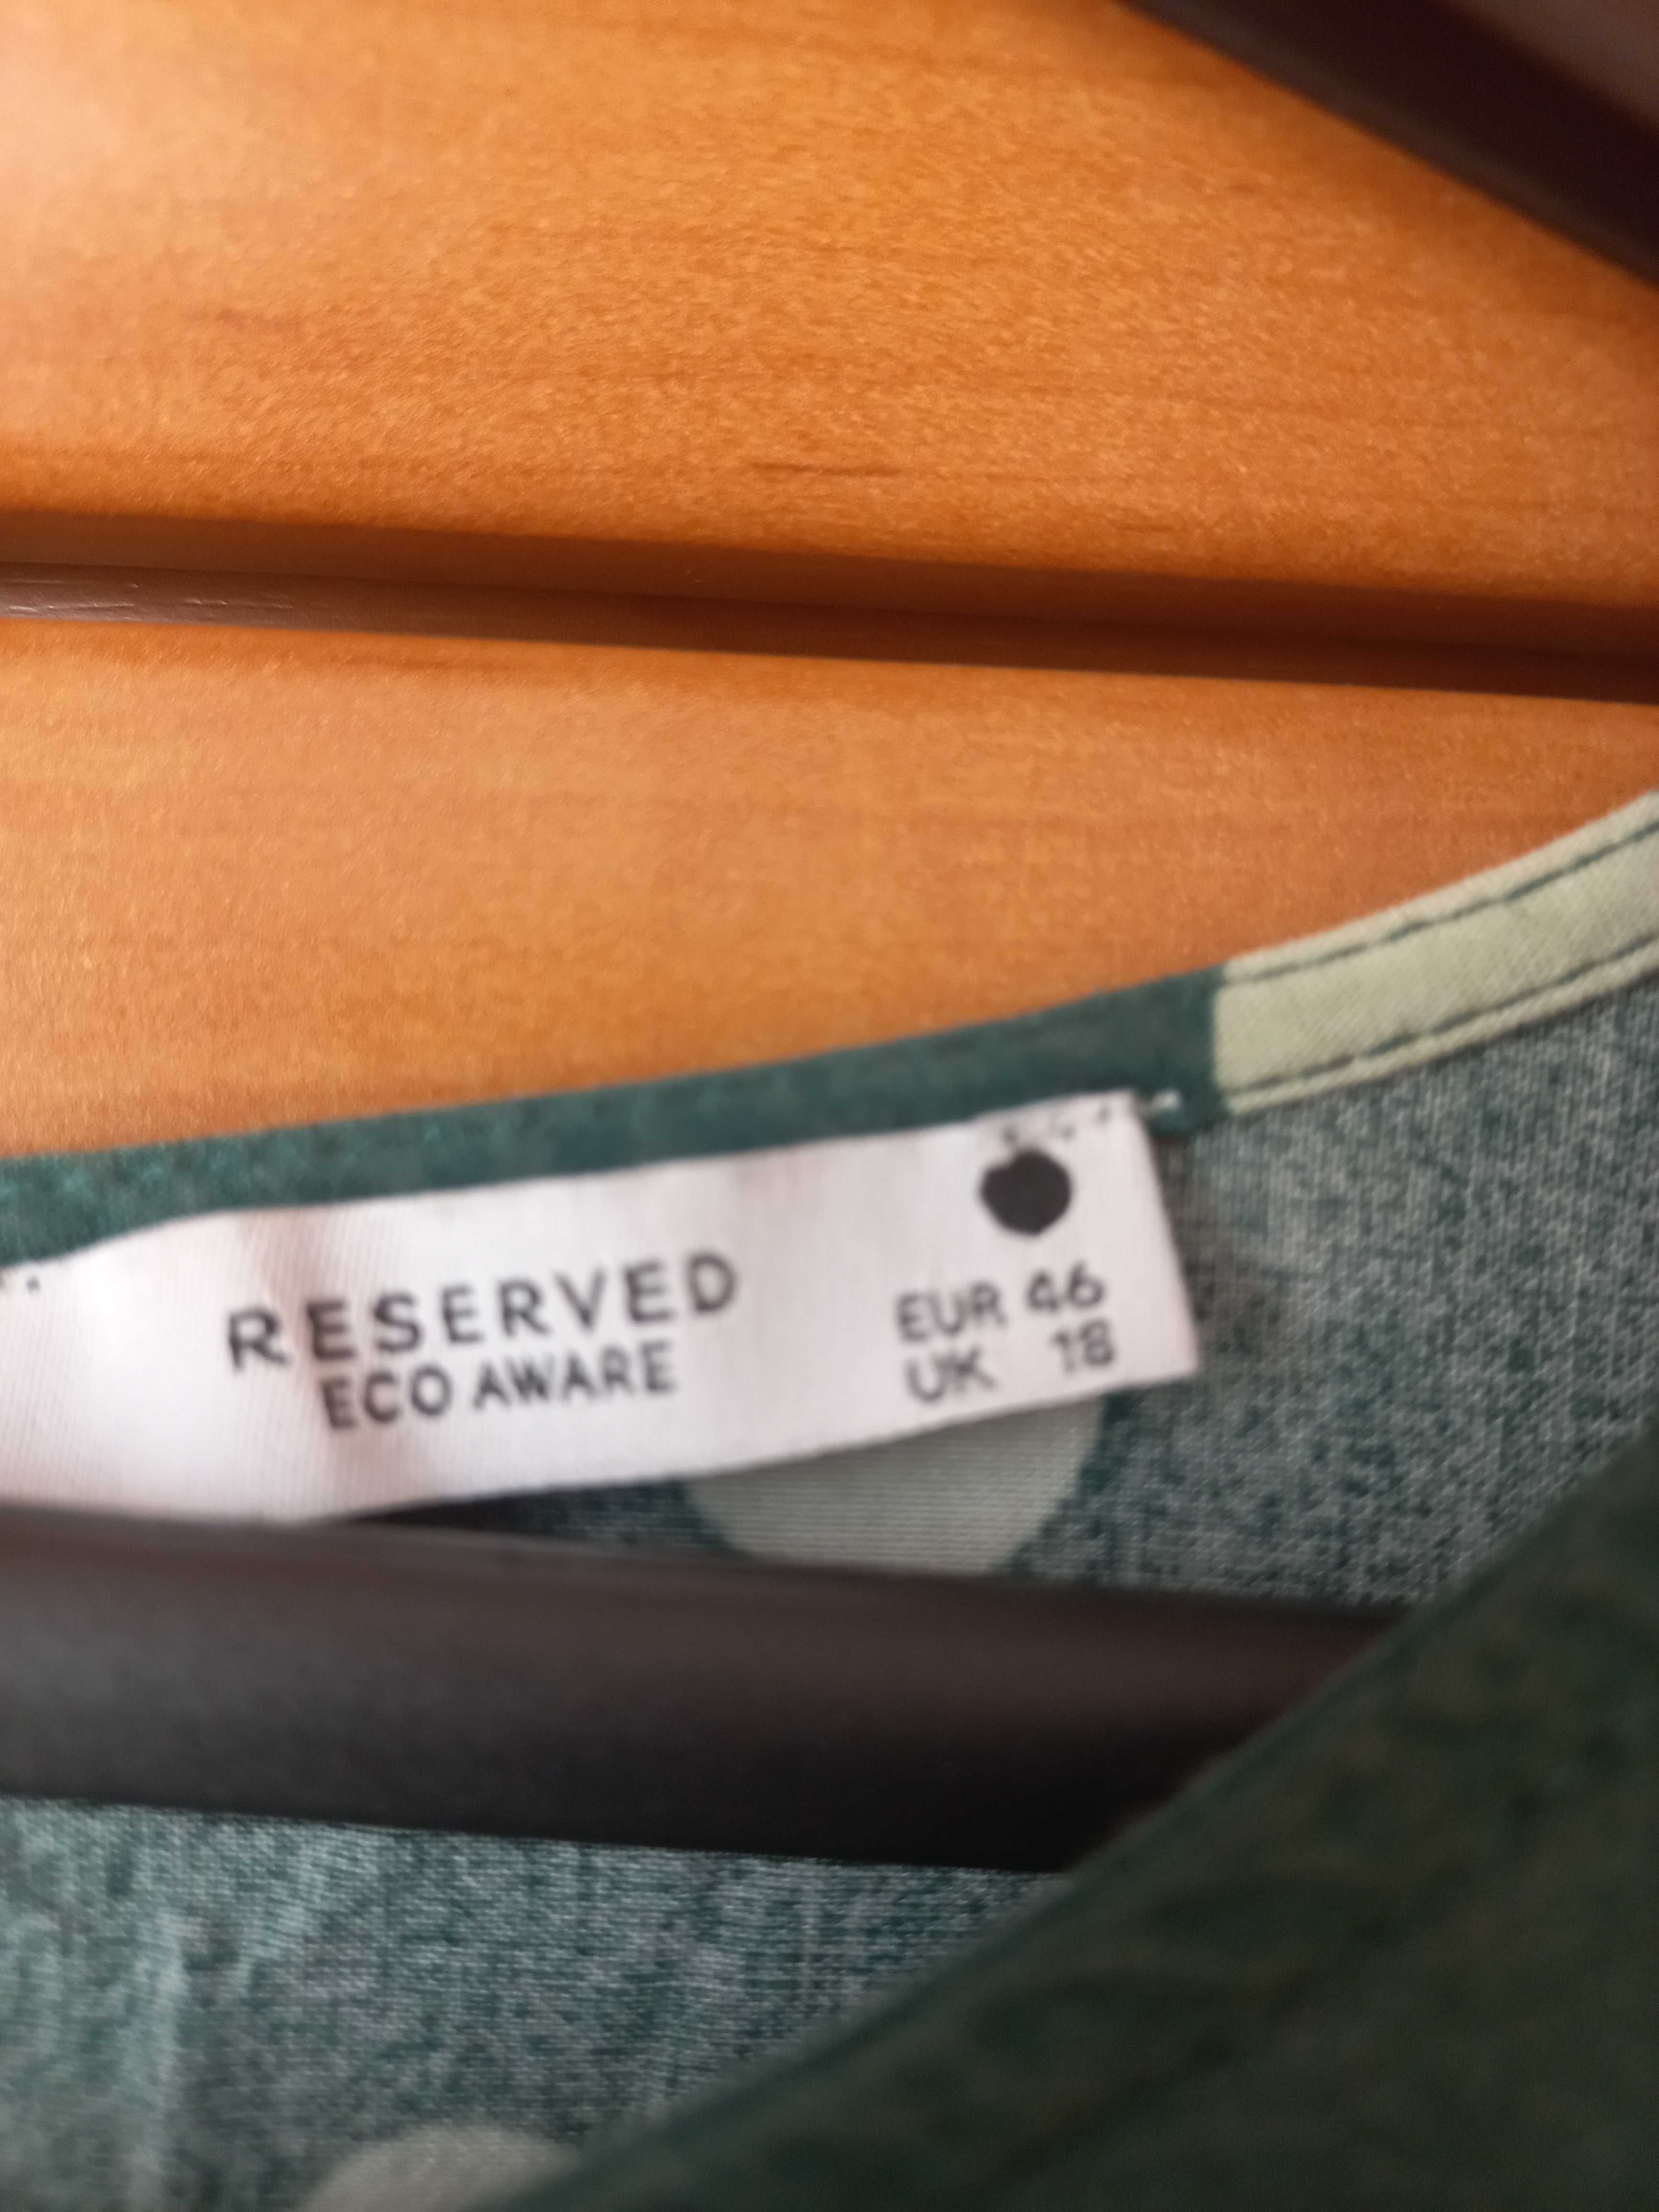 RESERVED
ECO AWARE
EUR 46
UK 18